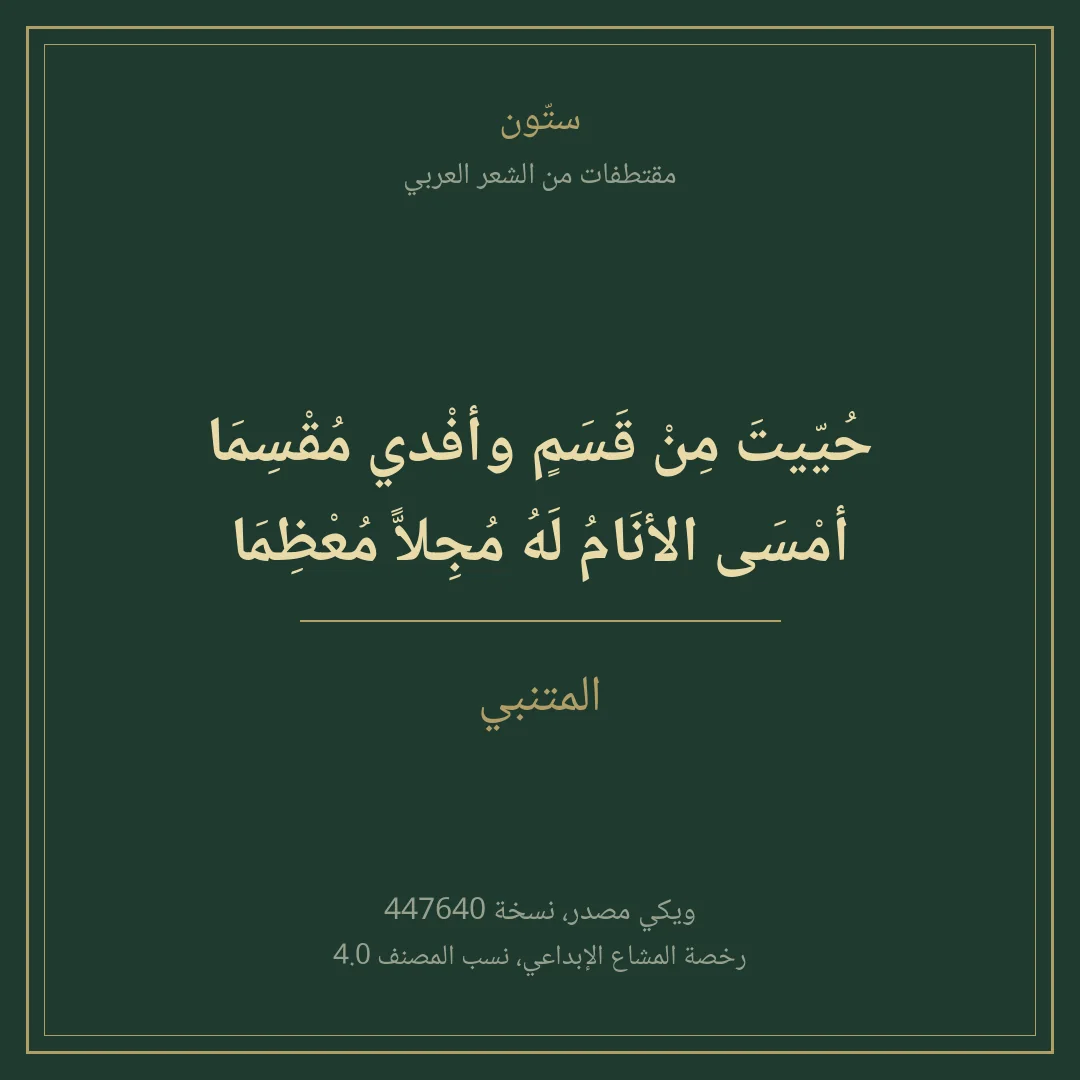 ستّون
مقتطفات من الشعر العربي
حُيّيتَ مِنْ قَسَمٍ وأفْدي مُقْسِمَا
أمْسَى الأنَامُ لَهُ مُجِلاًّ مُعْظِمَا
المتنبي
ويكي مصدر، نسخة 447640
رخصة المشاع الإبداعي، نسب المصنف 4.0